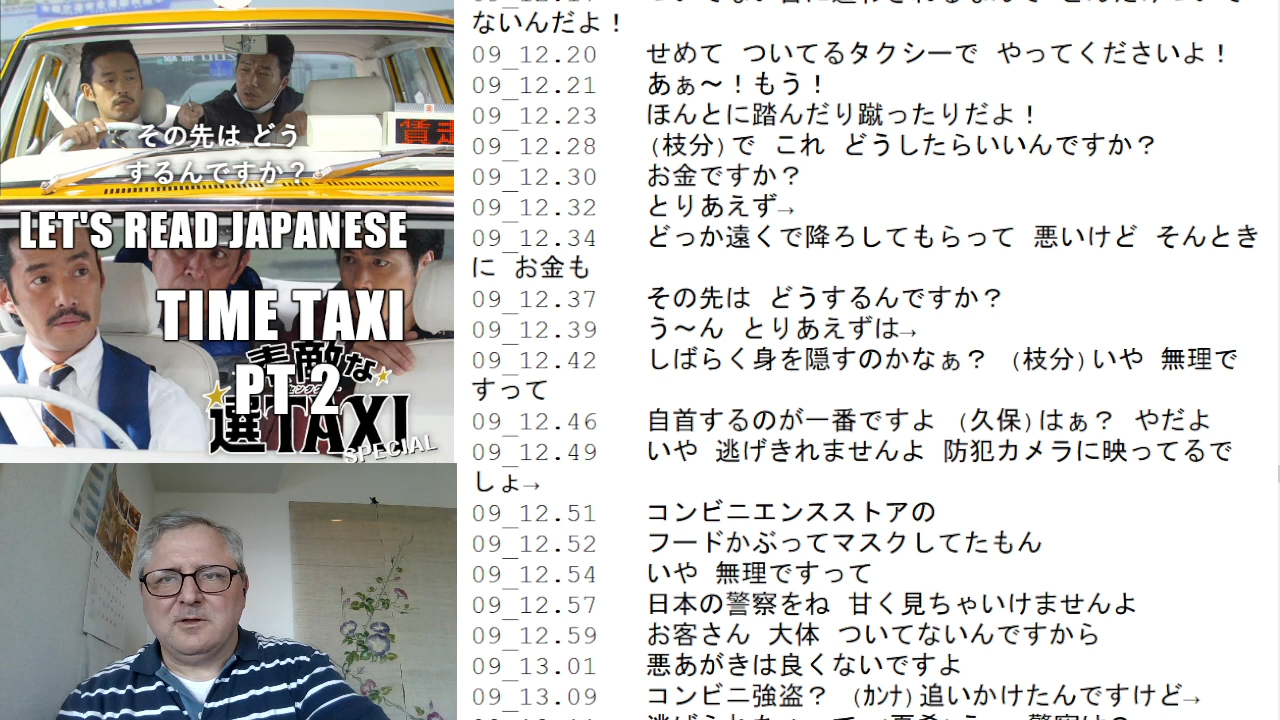 その先は どう
するんですか？
LET'S READ JAPANESE
TIME TAXI
PT 2
素敵な
選TAXI
SPECIAL
ないんだよ！
09_12.20 せめて ついてるタクシーで やってくださいよ！
09_12.21 あぁ～！もう！
09_12.23 ほんとに踏んだり蹴ったりだよ！
09_12.28 (枝分)で これ どうしたらいいんですか？
09_12.30 お金ですか？
09_12.32 とりあえず→
09_12.34 どっか遠くで降ろしてもらって 悪いけど そんとき
に お金も
09_12.37 その先は どうするんですか？
09_12.39 う～ん とりあえずは→
09_12.42 しばらく身を隠すのかなぁ？ (枝分)いや 無理で
すって
09_12.46 自首するのが一番ですよ (久保)はぁ？ やだよ
09_12.49 いや 逃げきれませんよ 防犯カメラに映ってるで
しょ→
09_12.51 コンビニエンスストアの
09_12.52 フードかぶってマスクしてたもん
09_12.54 いや 無理ですって
09_12.57 日本の警察をね 甘く見ちゃいけませんよ
09_12.59 お客さん 大体 ついてないんですから
09_13.01 悪あがきは良くないですよ
09_13.09 コンビニ強盗？ (ｶﾝﾅ)追いかけたんですけど→